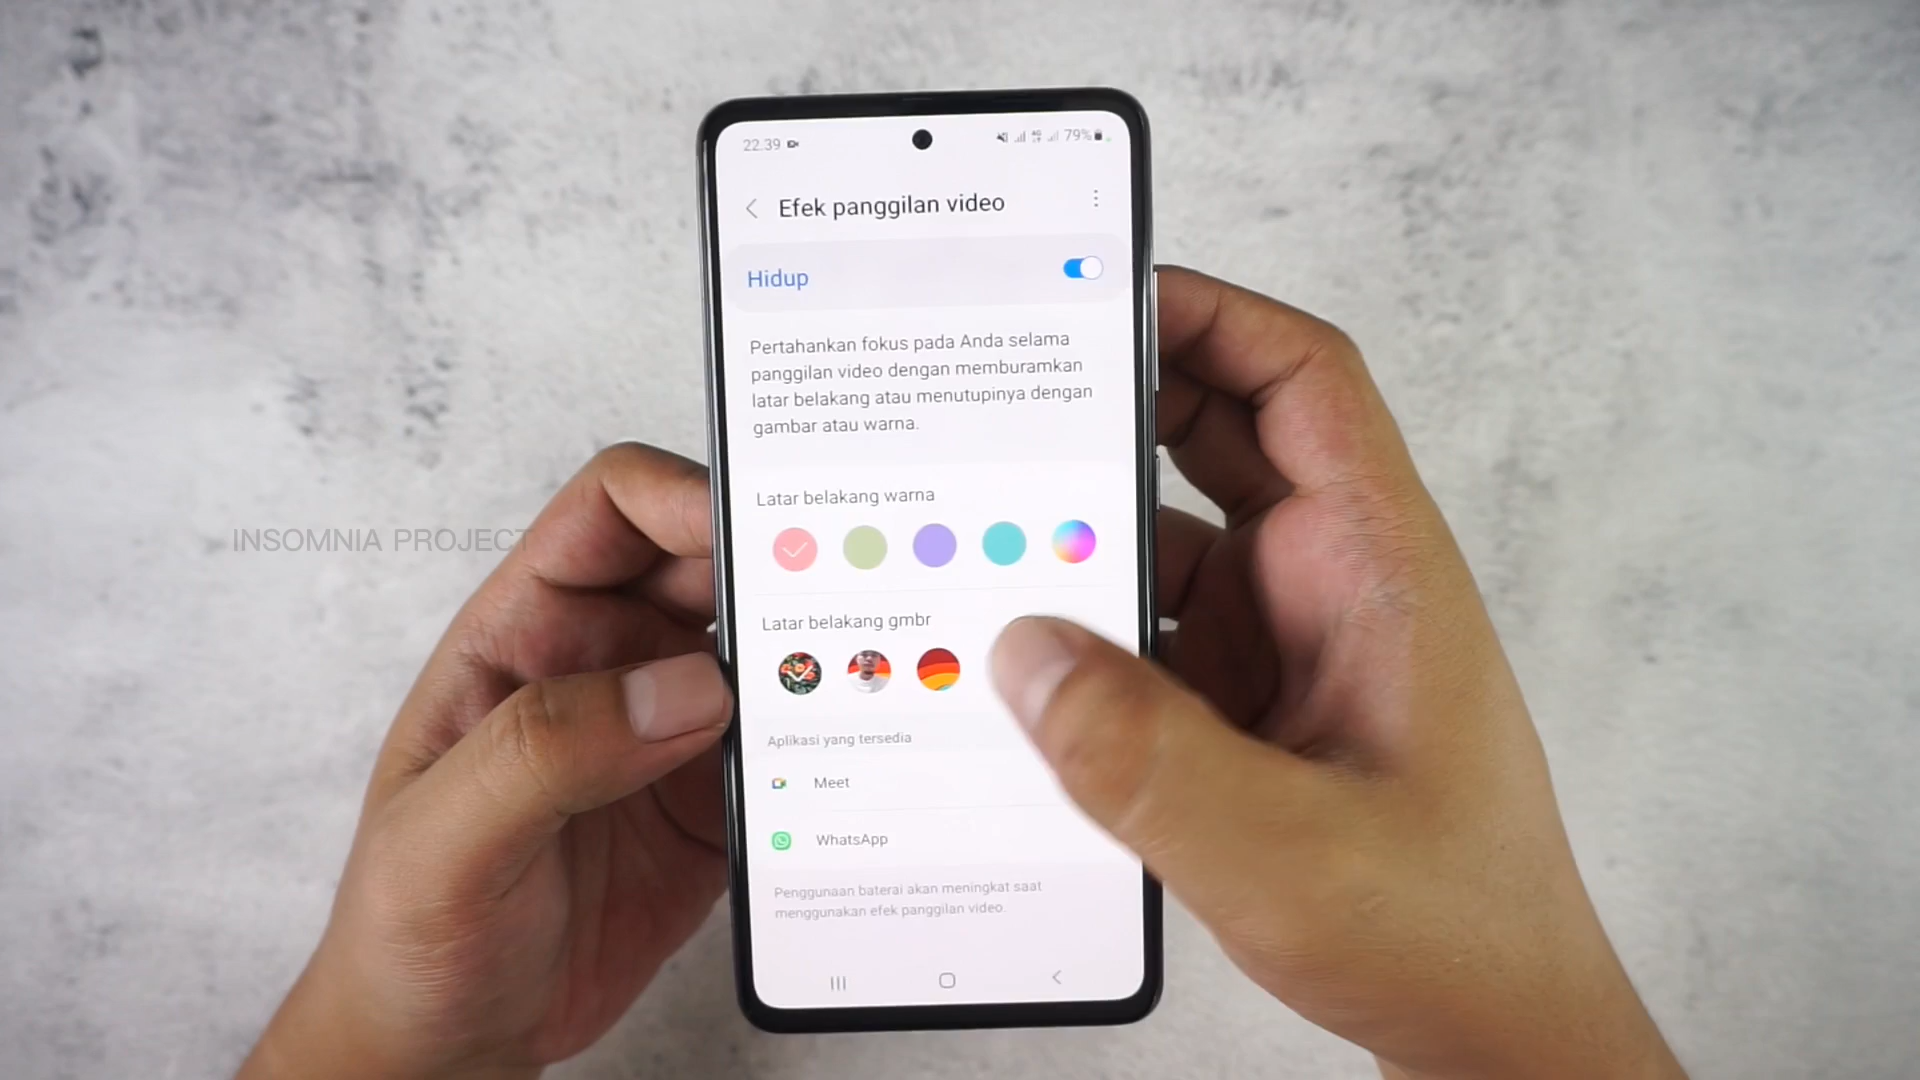 22.39
79%
Efek panggilan video
Hidup
Pertahankan fokus pada Anda selama
panggilan video dengan memburamkan
latar belakang atau menutupinya dengan
gambar atau warna.
Latar belakang warna
INSOMNIA PROJECT
Latar belakang gmbr
Aplikasi yang tersedia
Meet
WhatsApp
Penggunaan baterai akan meningkat saat
menggunakan efek panggilan video.